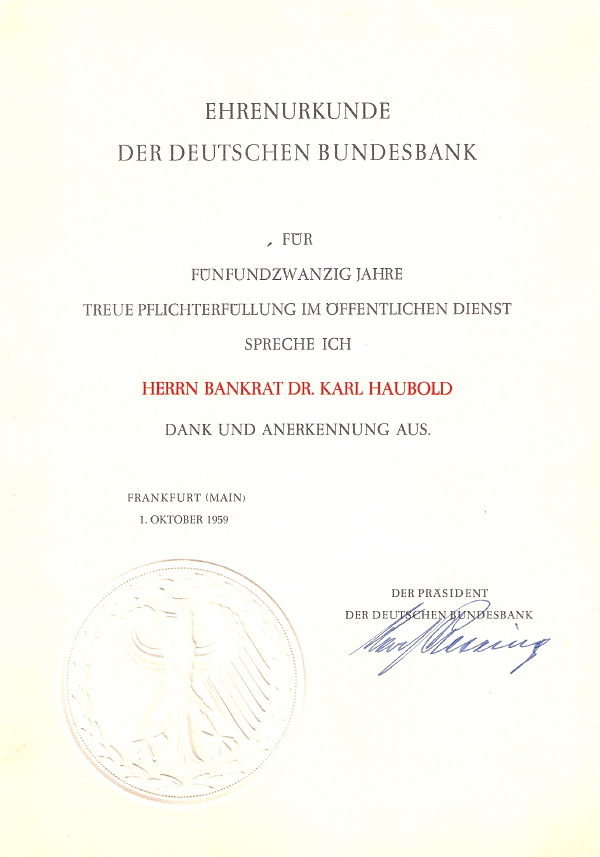 EHRENURKUNDE
DER DEUTSCHEN BUNDESBANK
FÜR
FÜNFUNDZWANZIG JAHRE
TREUE PFLICHTERFÜLLUNG IM ÖFFENTLICHEN DIENST
SPRECHE ICH
HERRN BANKRAT DR. KARL HAUBOLD
DANK UND ANERKENNUNG AUS.
FRANKFURT (MAIN)
1. OKTOBER 1959
DER PRÄSIDENT
DER DEUTSCHEN BUNDESBANK